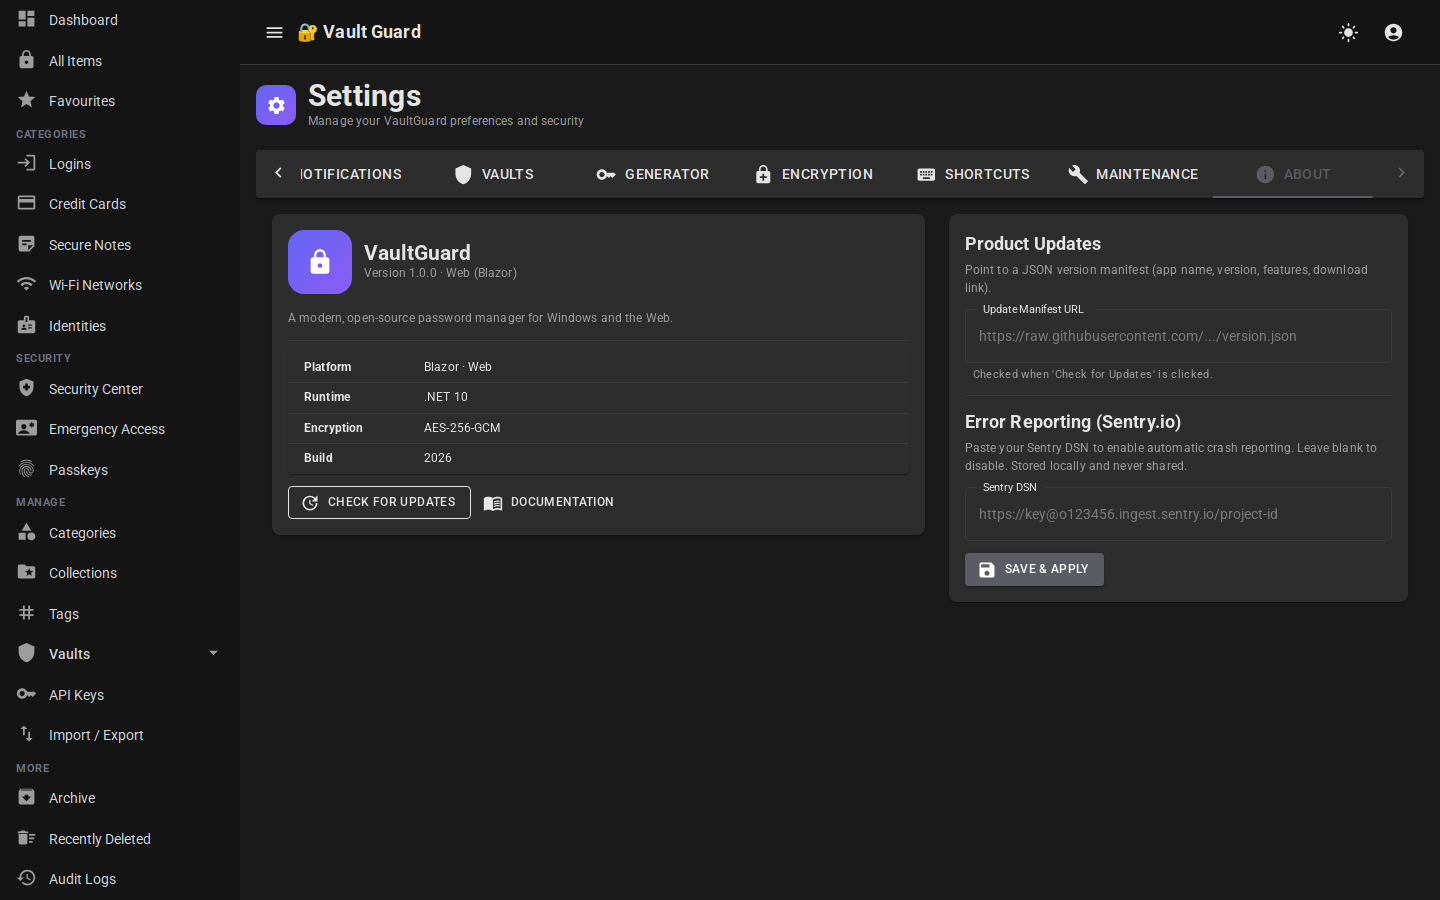 Dashboard
All Items
Favourites
CATEGORIES
Logins
Credit Cards
Secure Notes
Wi-Fi Networks
Identities
SECURITY
Security Center
Emergency Access
Passkeys
MANAGE
Categories
Collections
Tags
Vaults
API Keys
Import / Export
MORE
Archive
Recently Deleted
Audit Logs
Vault Guard
Settings
Manage your VaultGuard preferences and security
OTIFICATIONS VAULTS GENERATOR ENCRYPTION SHORTCUTS MAINTENANCE ABOUT
VaultGuard
Version 1.0.0 · Web (Blazor)
A modern, open-source password manager for Windows and the Web.
Platform Blazor · Web
Runtime .NET 10
Encryption AES-256-GCM
Build 2026
CHECK FOR UPDATES DOCUMENTATION
Product Updates
Point to a JSON version manifest (app name, version, features, download
link).
Update Manifest URL
https://raw.githubusercontent.com/.../version.json
Checked when 'Check for Updates' is clicked.
Error Reporting (Sentry.io)
Paste your Sentry DSN to enable automatic crash reporting. Leave blank to
disable. Stored locally and never shared.
Sentry DSN
https://key@o123456.ingest.sentry.io/project-id
SAVE & APPLY